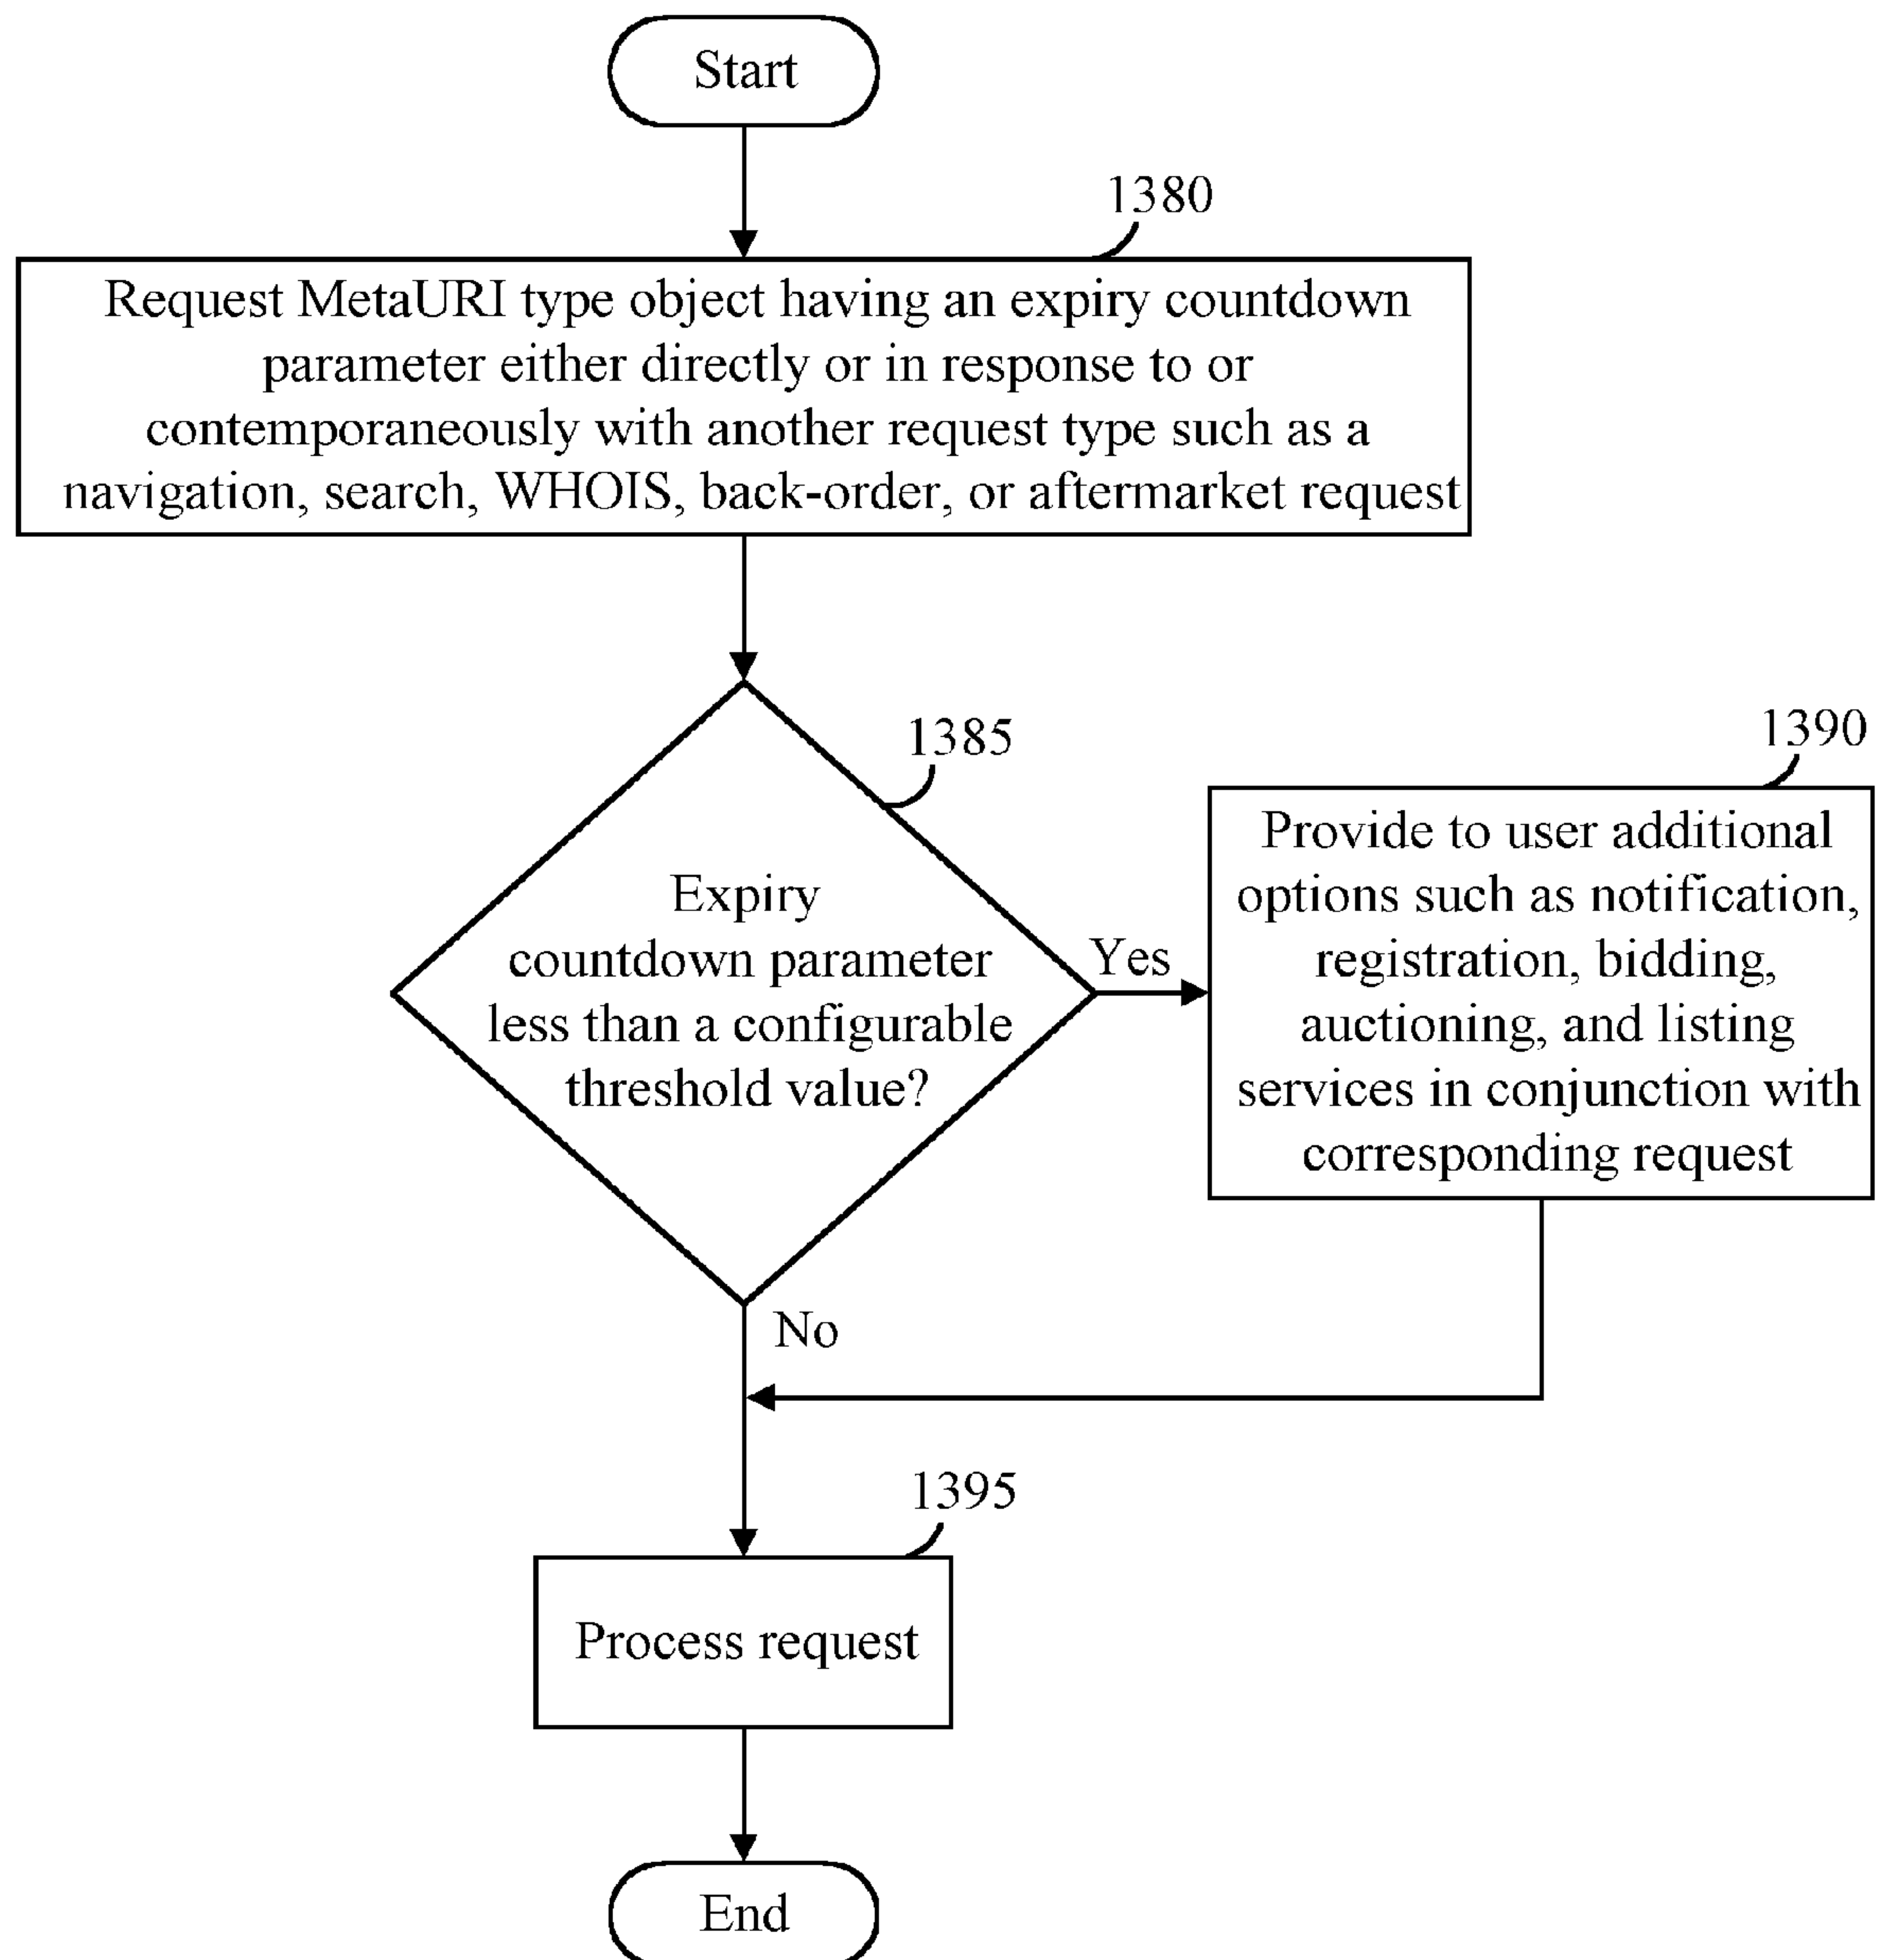 Start
1380
Request MetaURI type object having an expiry countdown
parameter either directly or in response to or
contemporaneously with another request type such as a
navigation, search, WHOIS, back-order, or aftermarket request
1385
Expiry
countdown parameter
less than a configurable
threshold value?
Yes
1390
Provide to user additional
options such as notification,
registration, bidding,
auctioning, and listing
services in conjunction with
corresponding request
No
1395
Process request
End